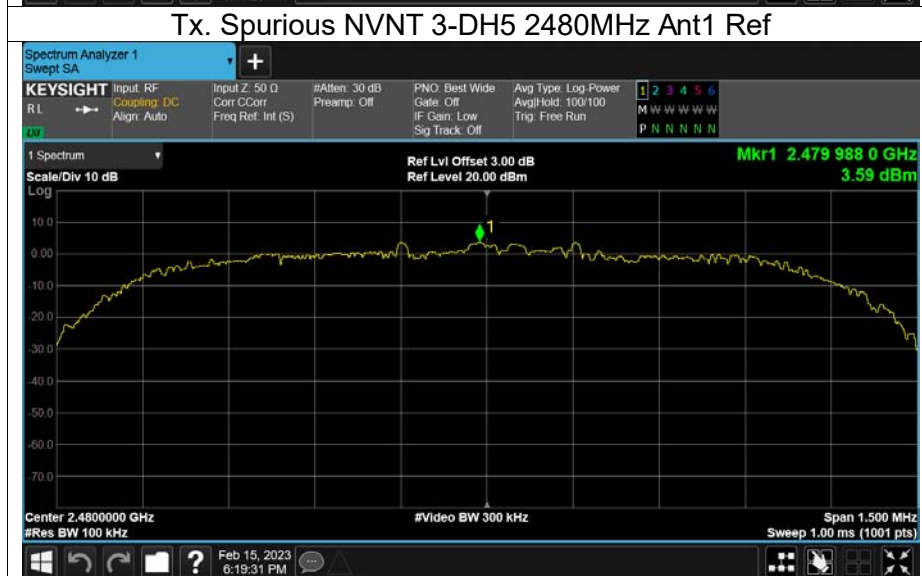 Tx. Spurious NVNT 3-DH5 2480MHz Ant1 Ref
Spectrum Analyzer 1
Swept SA
KEYSIGHT
RL
LXI
Input: RF
Coupling: DC
Align: Auto
Input Z: 50 Ω
Corr CCorr
Freq Ref: Int (S)
#Atten: 30 dB
Preamp: Off
PNO: Best Wide
Gate: Off
IF Gain: Low
Sig Track: Off
Avg Type: Log-Power
Avg|Hold: 100/100
Trig: Free Run
1 2 3 4 5 6
M W W W W W
P N N N N N
1 Spectrum
Scale/Div 10 dB
Log
Ref Lvl Offset 3.00 dB
Ref Level 20.00 dBm
Mkr1 2.479 988 0 GHz
3.59 dBm
1
10.0
0.00
-10.0
-20.0
-30.0
-40.0
-50.0
-60.0
-70.0
Center 2.4800000 GHz
#Res BW 100 kHz
#Video BW 300 kHz
Span 1.500 MHz
Sweep 1.00 ms (1001 pts)
?
Feb 15, 2023
6:19:31 PM